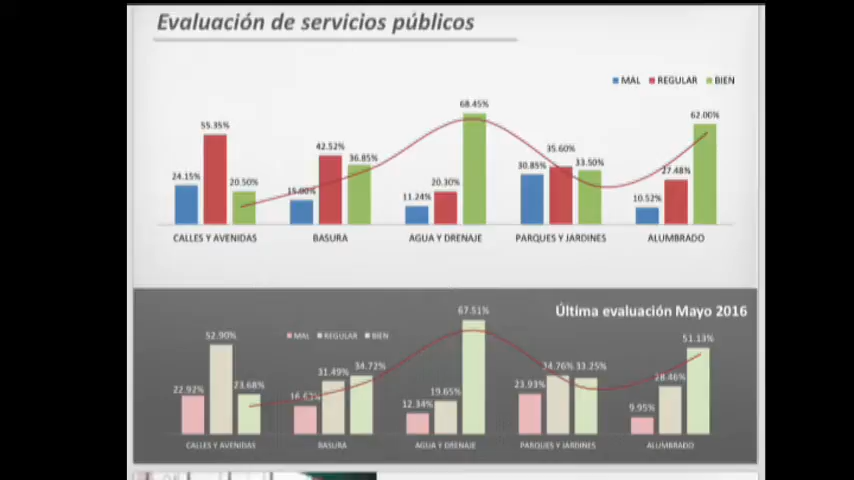 Evaluación de servicios públicos
MAL REGULAR BIEN
24.15% 55.35% 20.50%
15.00% 42.52% 36.85%
11.24% 20.30% 68.45%
30.85% 35.60% 33.50%
10.52% 27.48% 62.00%
CALLES Y AVENIDAS BASURA AGUA Y DRENAJE PARQUES Y JARDINES ALUMBRADO
Última evaluación Mayo 2016
MAL REGULAR BIEN
22.92% 52.90% 23.68%
16.63% 31.49% 34.72%
12.34% 19.65% 67.51%
23.93% 34.76% 33.25%
9.95% 28.46% 51.13%
CALLES Y AVENIDAS BASURA AGUA Y DRENAJE PARQUES Y JARDINES ALUMBRADO